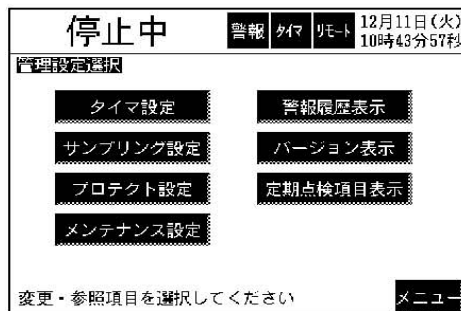 停止中 警報 タイマ リモート 12月11日(火)
10時43分57秒
管理設定選択
タイマ設定 警報履歴表示
サンプリング設定 バージョン表示
プロテクト設定 定期点検項目表示
メンテナンス設定
変更・参照項目を選択してください メニュー